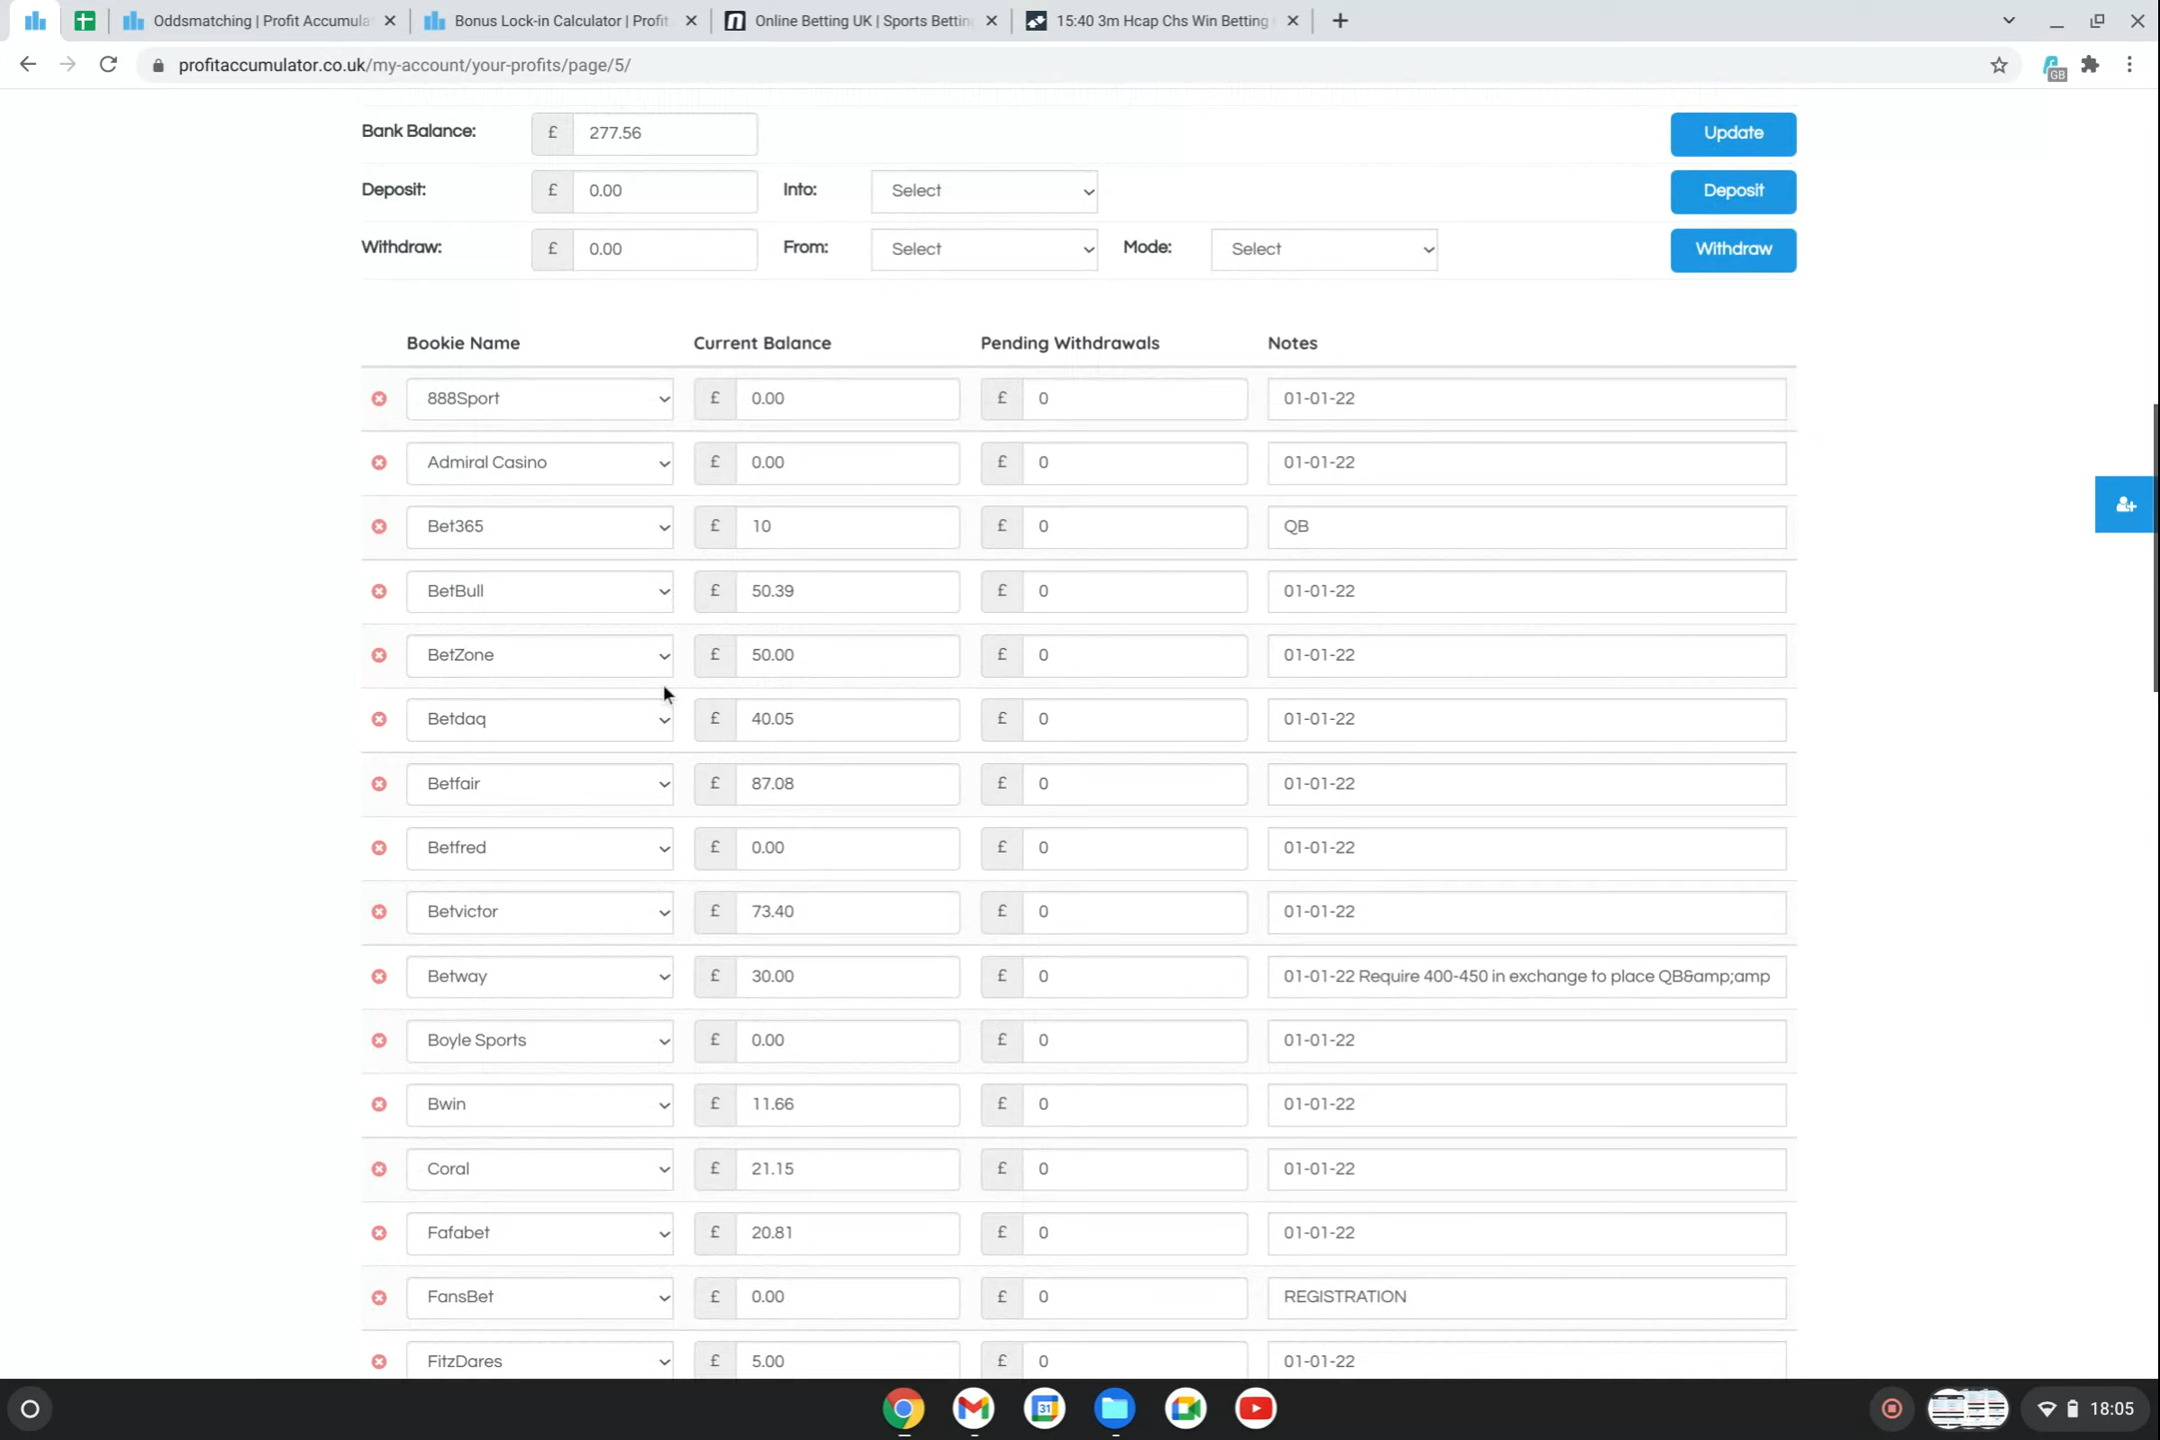 Oddsmatching | Profit Accumula
Bonus Lock-in Calculator | Profit
Online Betting UK | Sports Bettin
15:40 3m Hcap Chs Win Betting
profitaccumulator.co.uk/my-account/your-profits/page/5/
GB
Bank Balance: £ 277.56 Update
Deposit: £ 0.00 Into: Select Deposit
Withdraw: £ 0.00 From: Select Mode: Select Withdraw
Bookie Name Current Balance Pending Withdrawals Notes
888Sport £ 0.00 £ 0 01-01-22
Admiral Casino £ 0.00 £ 0 01-01-22
Bet365 £ 10 £ 0 QB
BetBull £ 50.39 £ 0 01-01-22
BetZone £ 50.00 £ 0 01-01-22
Betdaq £ 40.05 £ 0 01-01-22
Betfair £ 87.08 £ 0 01-01-22
Betfred £ 0.00 £ 0 01-01-22
Betvictor £ 73.40 £ 0 01-01-22
Betway £ 30.00 £ 0 01-01-22 Require 400-450 in exchange to place QB&amp;amp
Boyle Sports £ 0.00 £ 0 01-01-22
Bwin £ 11.66 £ 0 01-01-22
Coral £ 21.15 £ 0 01-01-22
Fafabet £ 20.81 £ 0 01-01-22
FansBet £ 0.00 £ 0 REGISTRATION
FitzDares £ 5.00 £ 0 01-01-22
31
18:05